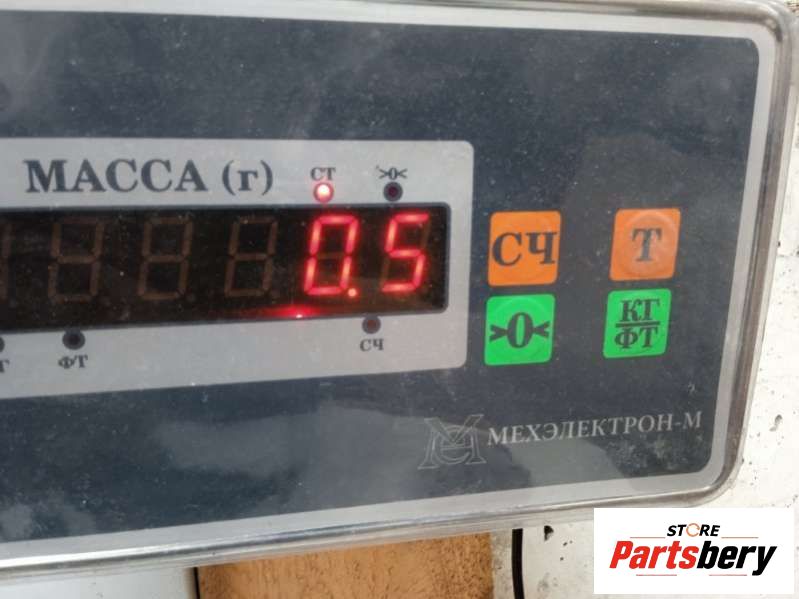 МАССА (г)
СТ
>0<
0.5
СЧ
Т
>0<
КГ
ФТ
ФТ
СЧ
МЕХЭЛЕКТРОН-М
STORE
Partsbery